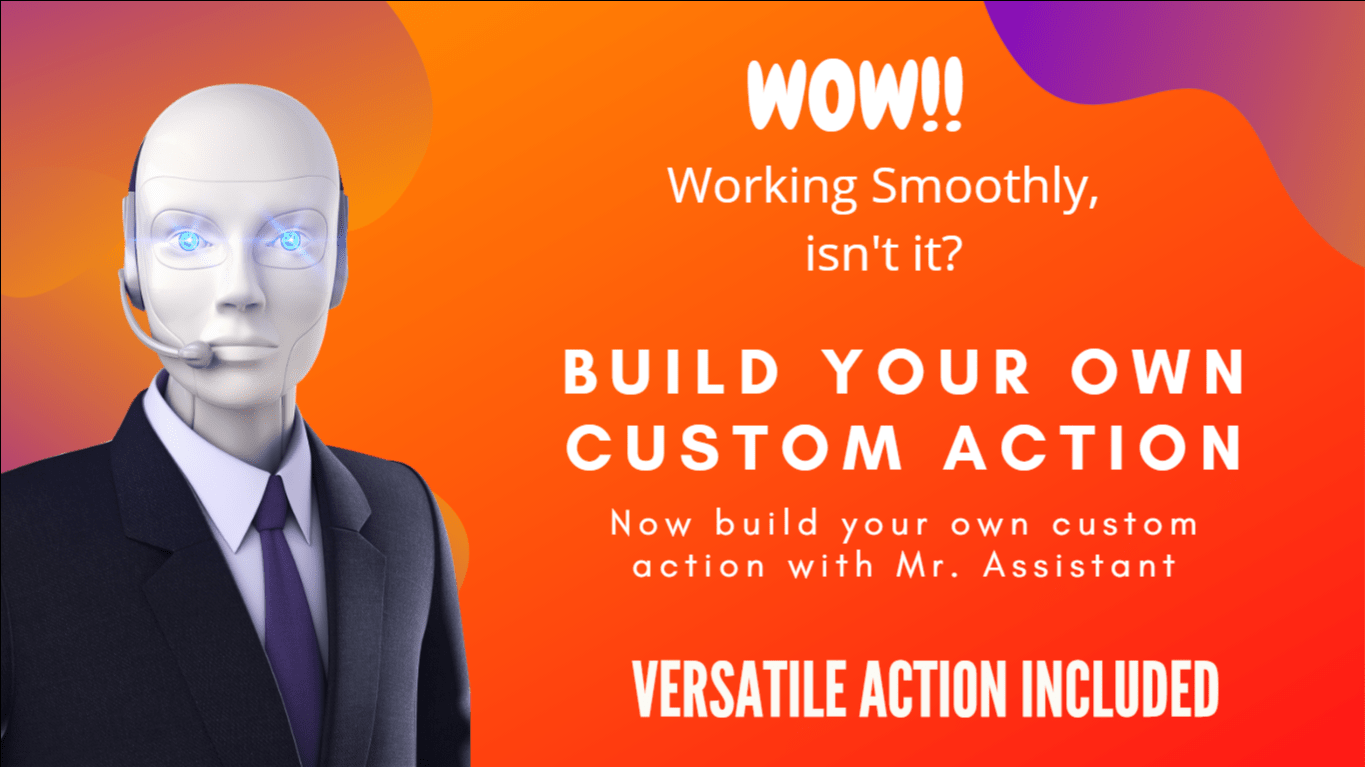 WOW!!
Working Smoothly,
isn't it?
BUILD YOUR OWN
CUSTOM ACTION
Now build your own custom
action with Mr. Assistant
VERSATILE ACTION INCLUDED